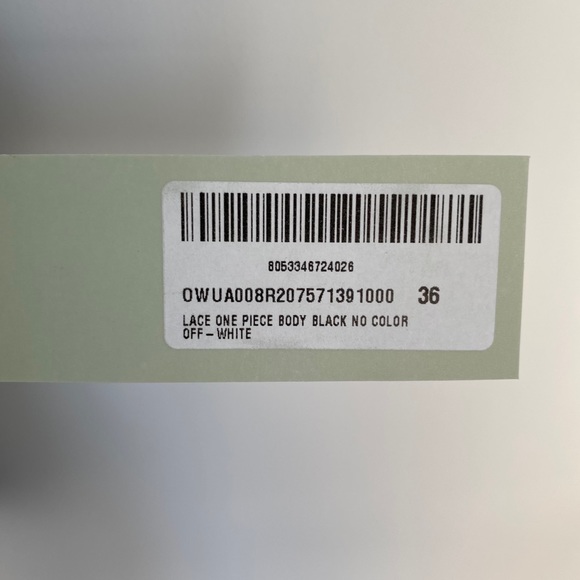 8053346724026
OWUA008R207571391000 36
LACE ONE PIECE BODY BLACK NO COLOR
OFF-WHITE